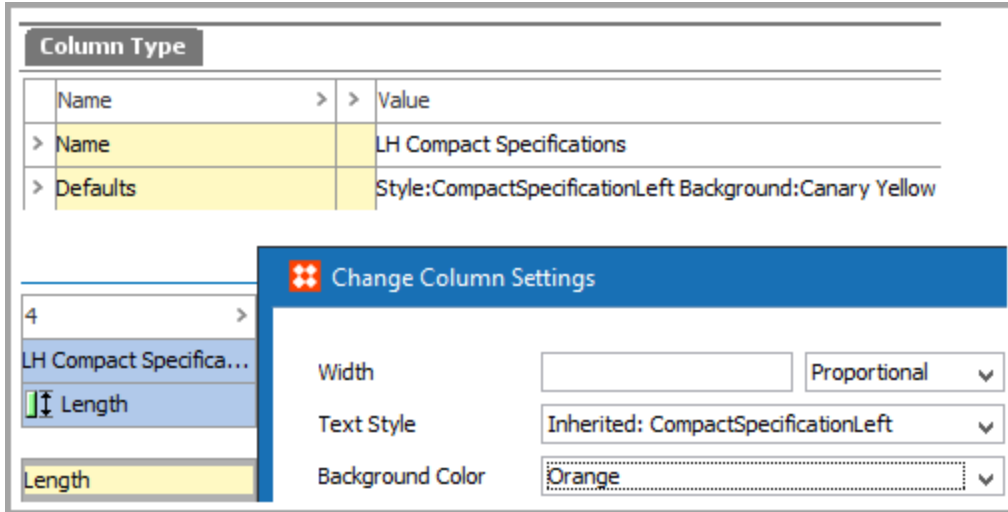 Column Type
Name > > Value
> Name LH Compact Specifications
> Defaults Style:CompactSpecificationLeft Background:Canary Yellow
Change Column Settings
4 >
LH Compact Specifica...
Length
Length
Width Proportional
Text Style Inherited: CompactSpecificationLeft
Background Color Orange